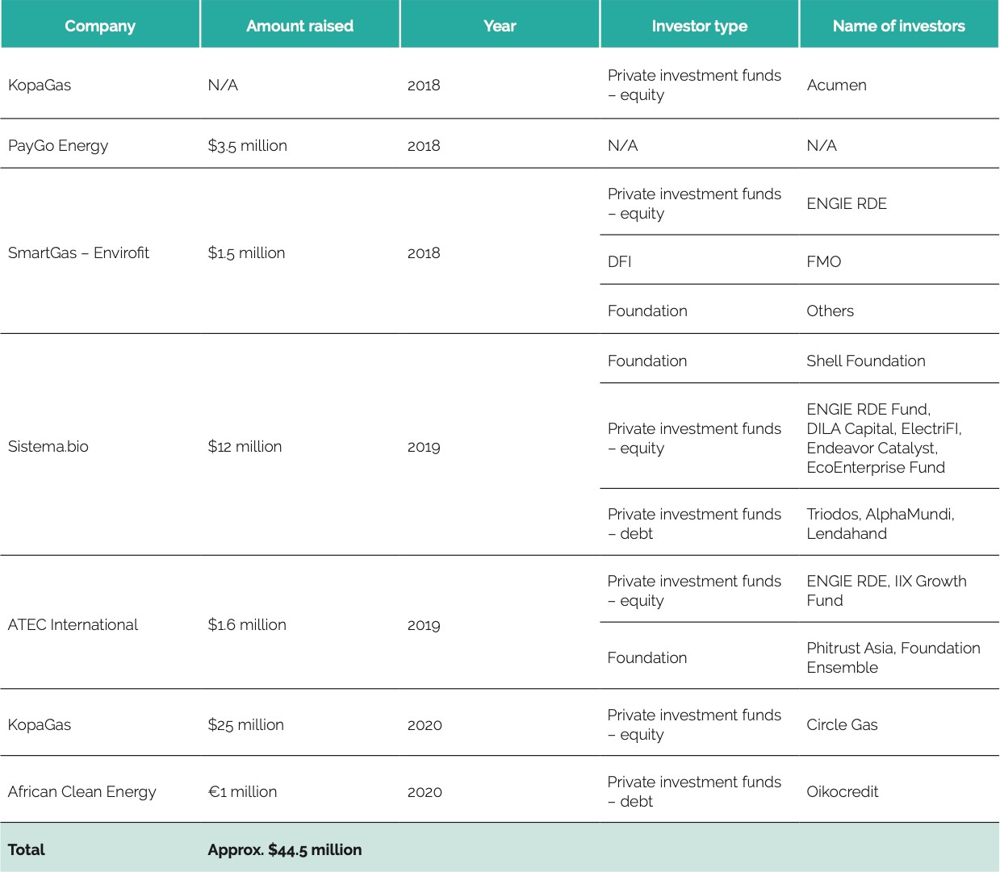 Company Amount raised Year Investor type Name of investors
KopaGas N/A 2018 Private investment funds
– equity Acumen
PayGo Energy $3.5 million 2018 N/A N/A
SmartGas – Envirofit $1.5 million 2018 Private investment funds
– equity ENGIE RDE
DFI FMO
Foundation Others
Sistema.bio $12 million 2019 Foundation Shell Foundation
Private investment funds
– equity ENGIE RDE Fund,
DILA Capital, ElectriFI,
Endeavor Catalyst,
EcoEnterprise Fund
Private investment funds
– debt Triodos, AlphaMundi,
Lendahand
ATEC International $1.6 million 2019 Private investment funds
– equity ENGIE RDE, IIX Growth
Fund
Foundation Phitrust Asia, Foundation
Ensemble
KopaGas $25 million 2020 Private investment funds
– equity Circle Gas
African Clean Energy €1 million 2020 Private investment funds
– debt Oikocredit
Total Approx. $44.5 million